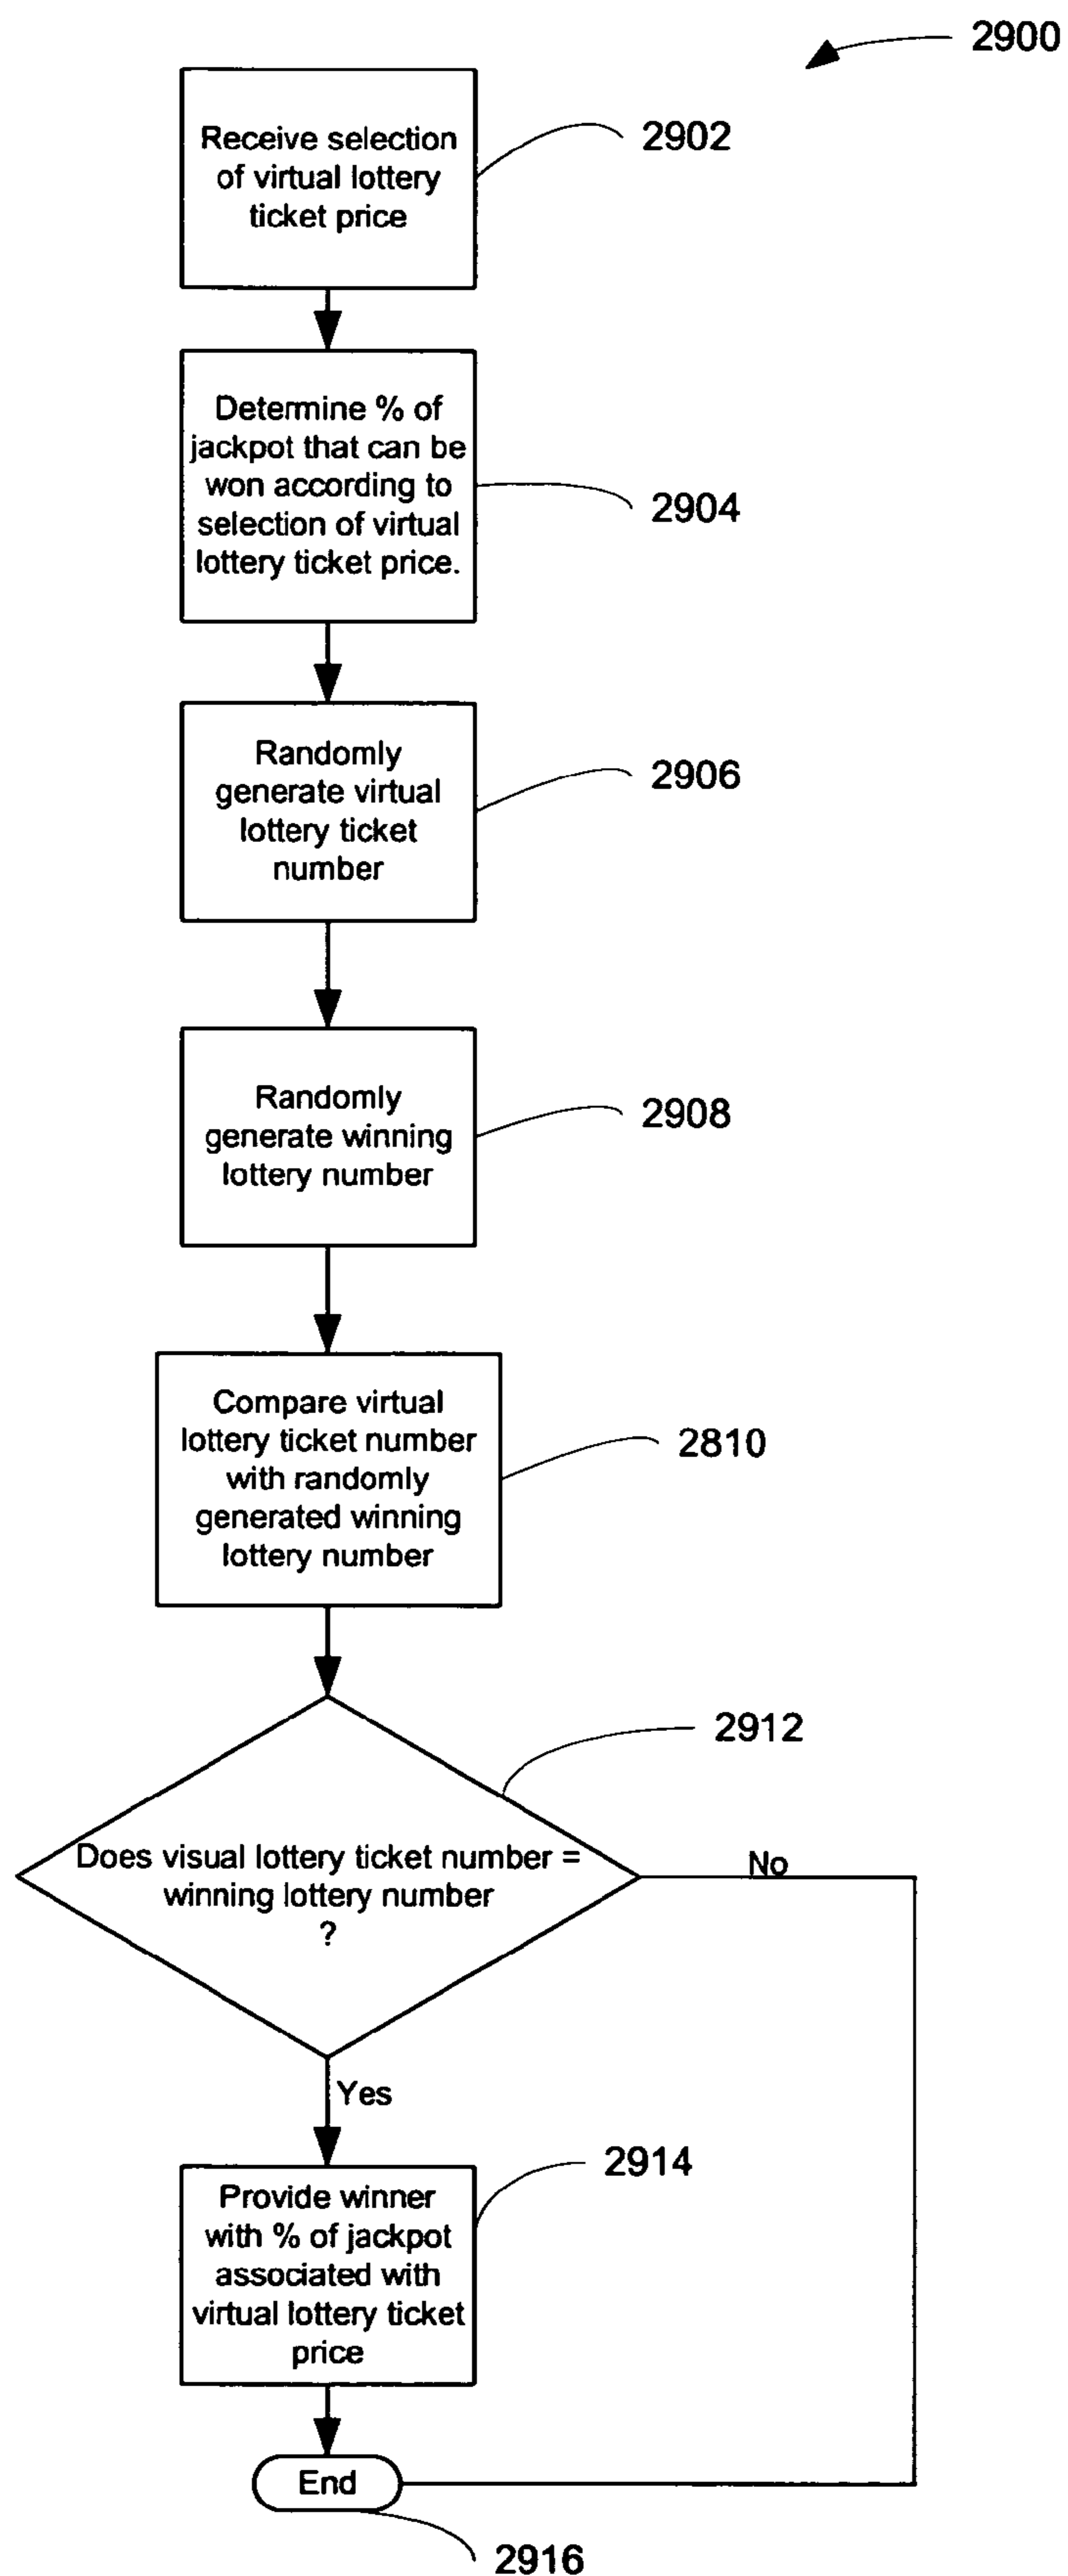 2900
Receive selection
of virtual lottery
ticket price
2902
Determine % of
jackpot that can be
won according to
selection of virtual
lottery ticket price.
2904
Randomly
generate virtual
lottery ticket
number
2906
Randomly
generate winning
lottery number
2908
Compare virtual
lottery ticket number
with randomly
generated winning
lottery number
2810
2912
Does visual lottery ticket number =
winning lottery number
?
No
Yes
2914
Provide winner
with % of jackpot
associated with
virtual lottery ticket
price
End
2916